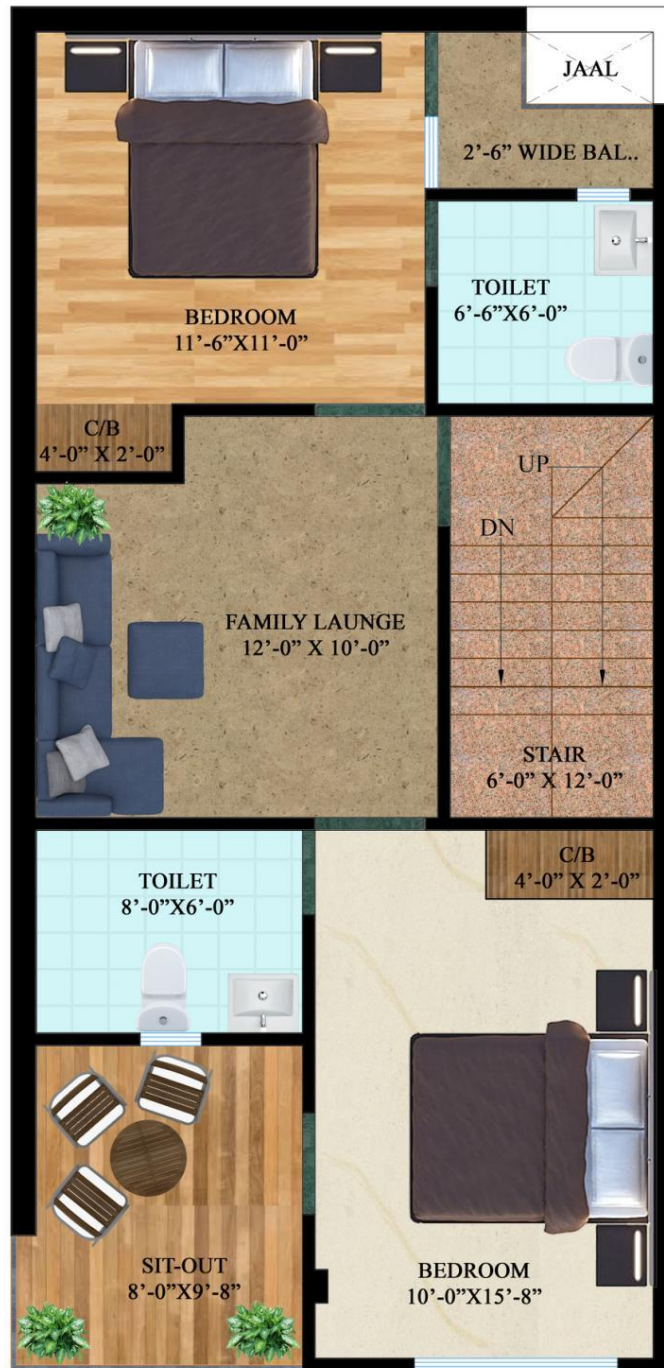 JAAL
2'-6” WIDE BAL..
TOILET
6'-6”X6'-0”
BEDROOM
11'-6”X11'-0”
C/B
4'-0” X 2'-0”
UP
DN
FAMILY LAUNGE
12'-0” X 10'-0”
STAIR
6'-0” X 12'-0”
C/B
4'-0” X 2'-0”
TOILET
8'-0”X6'-0”
SIT-OUT
8'-0”X9'-8”
BEDROOM
10'-0”X15'-8”